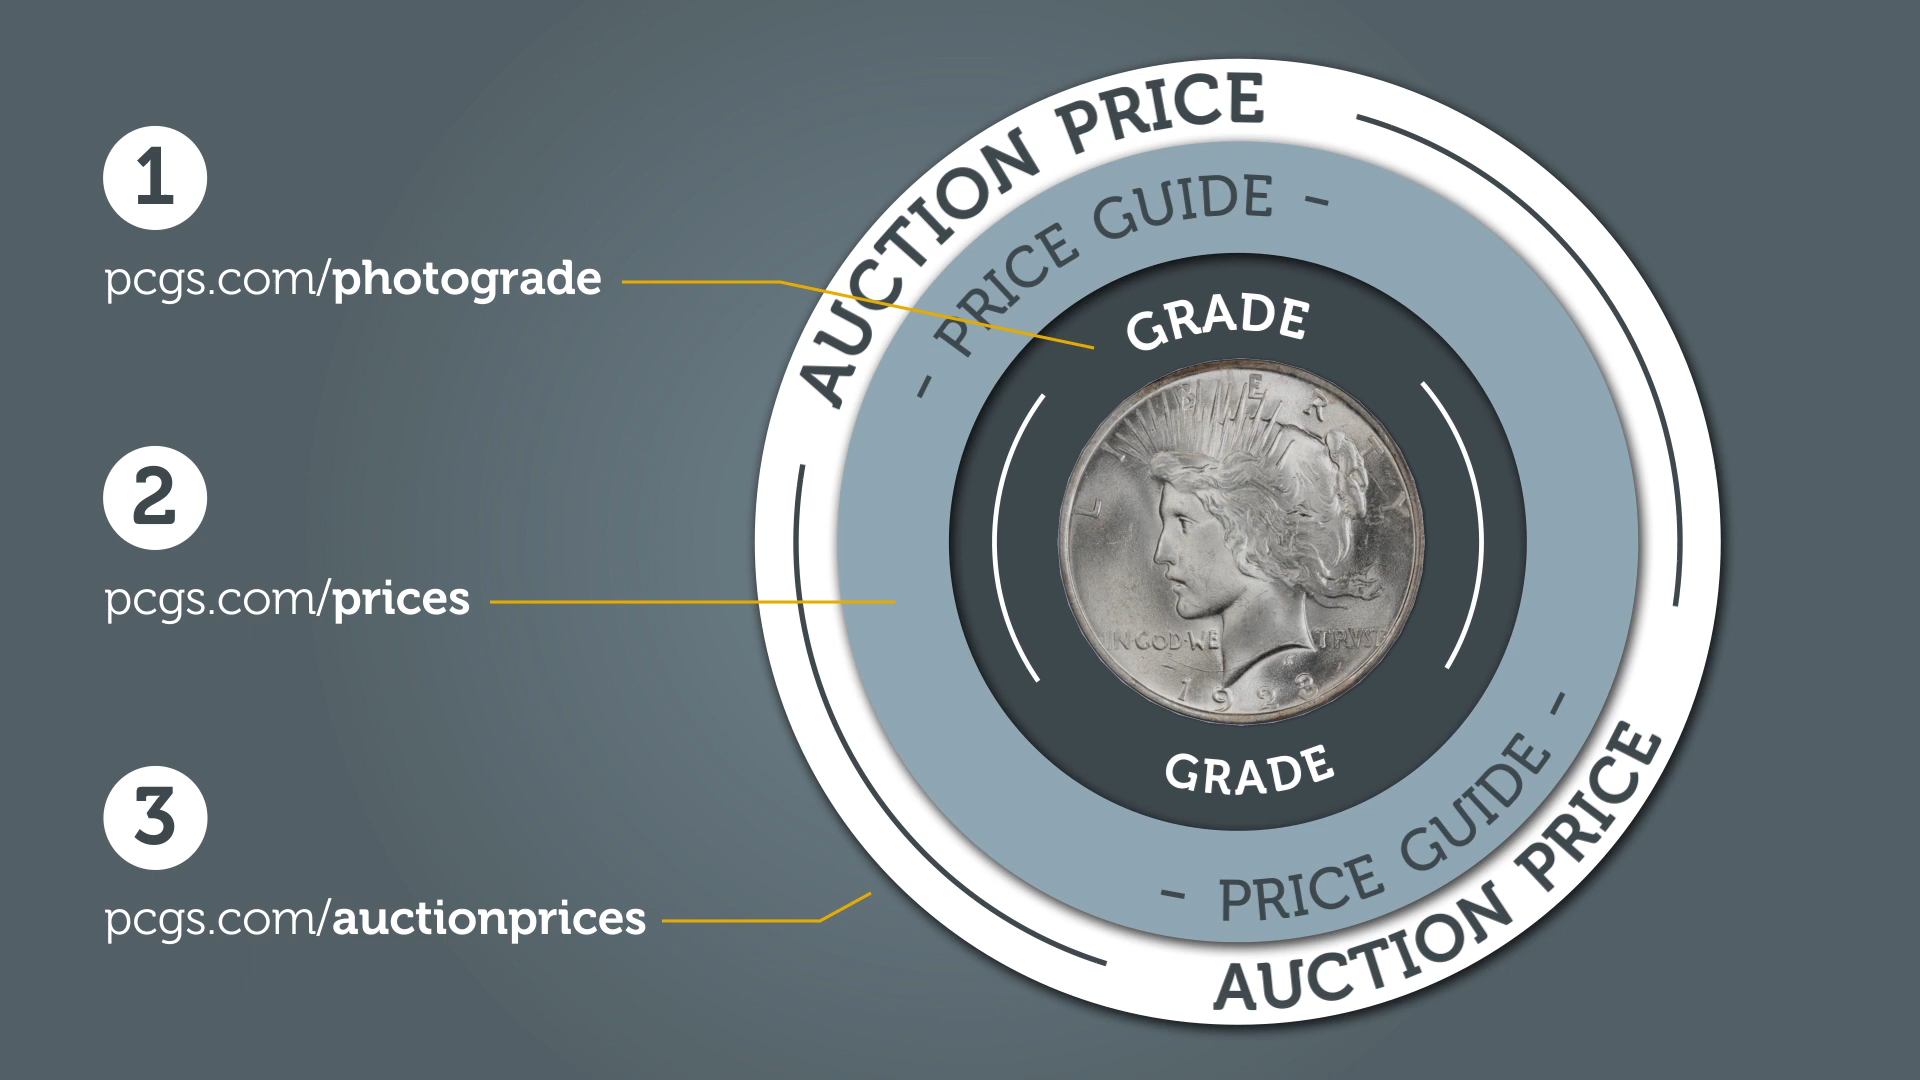 1
pcgs.com/photograde
2
pcgs.com/prices
3
pcgs.com/auctionprices
AUCTION PRICE
- PRICE GUIDE -
GRADE
LIBERTY
IN GOD WE TRVST
1923
GRADE
- PRICE GUIDE -
AUCTION PRICE